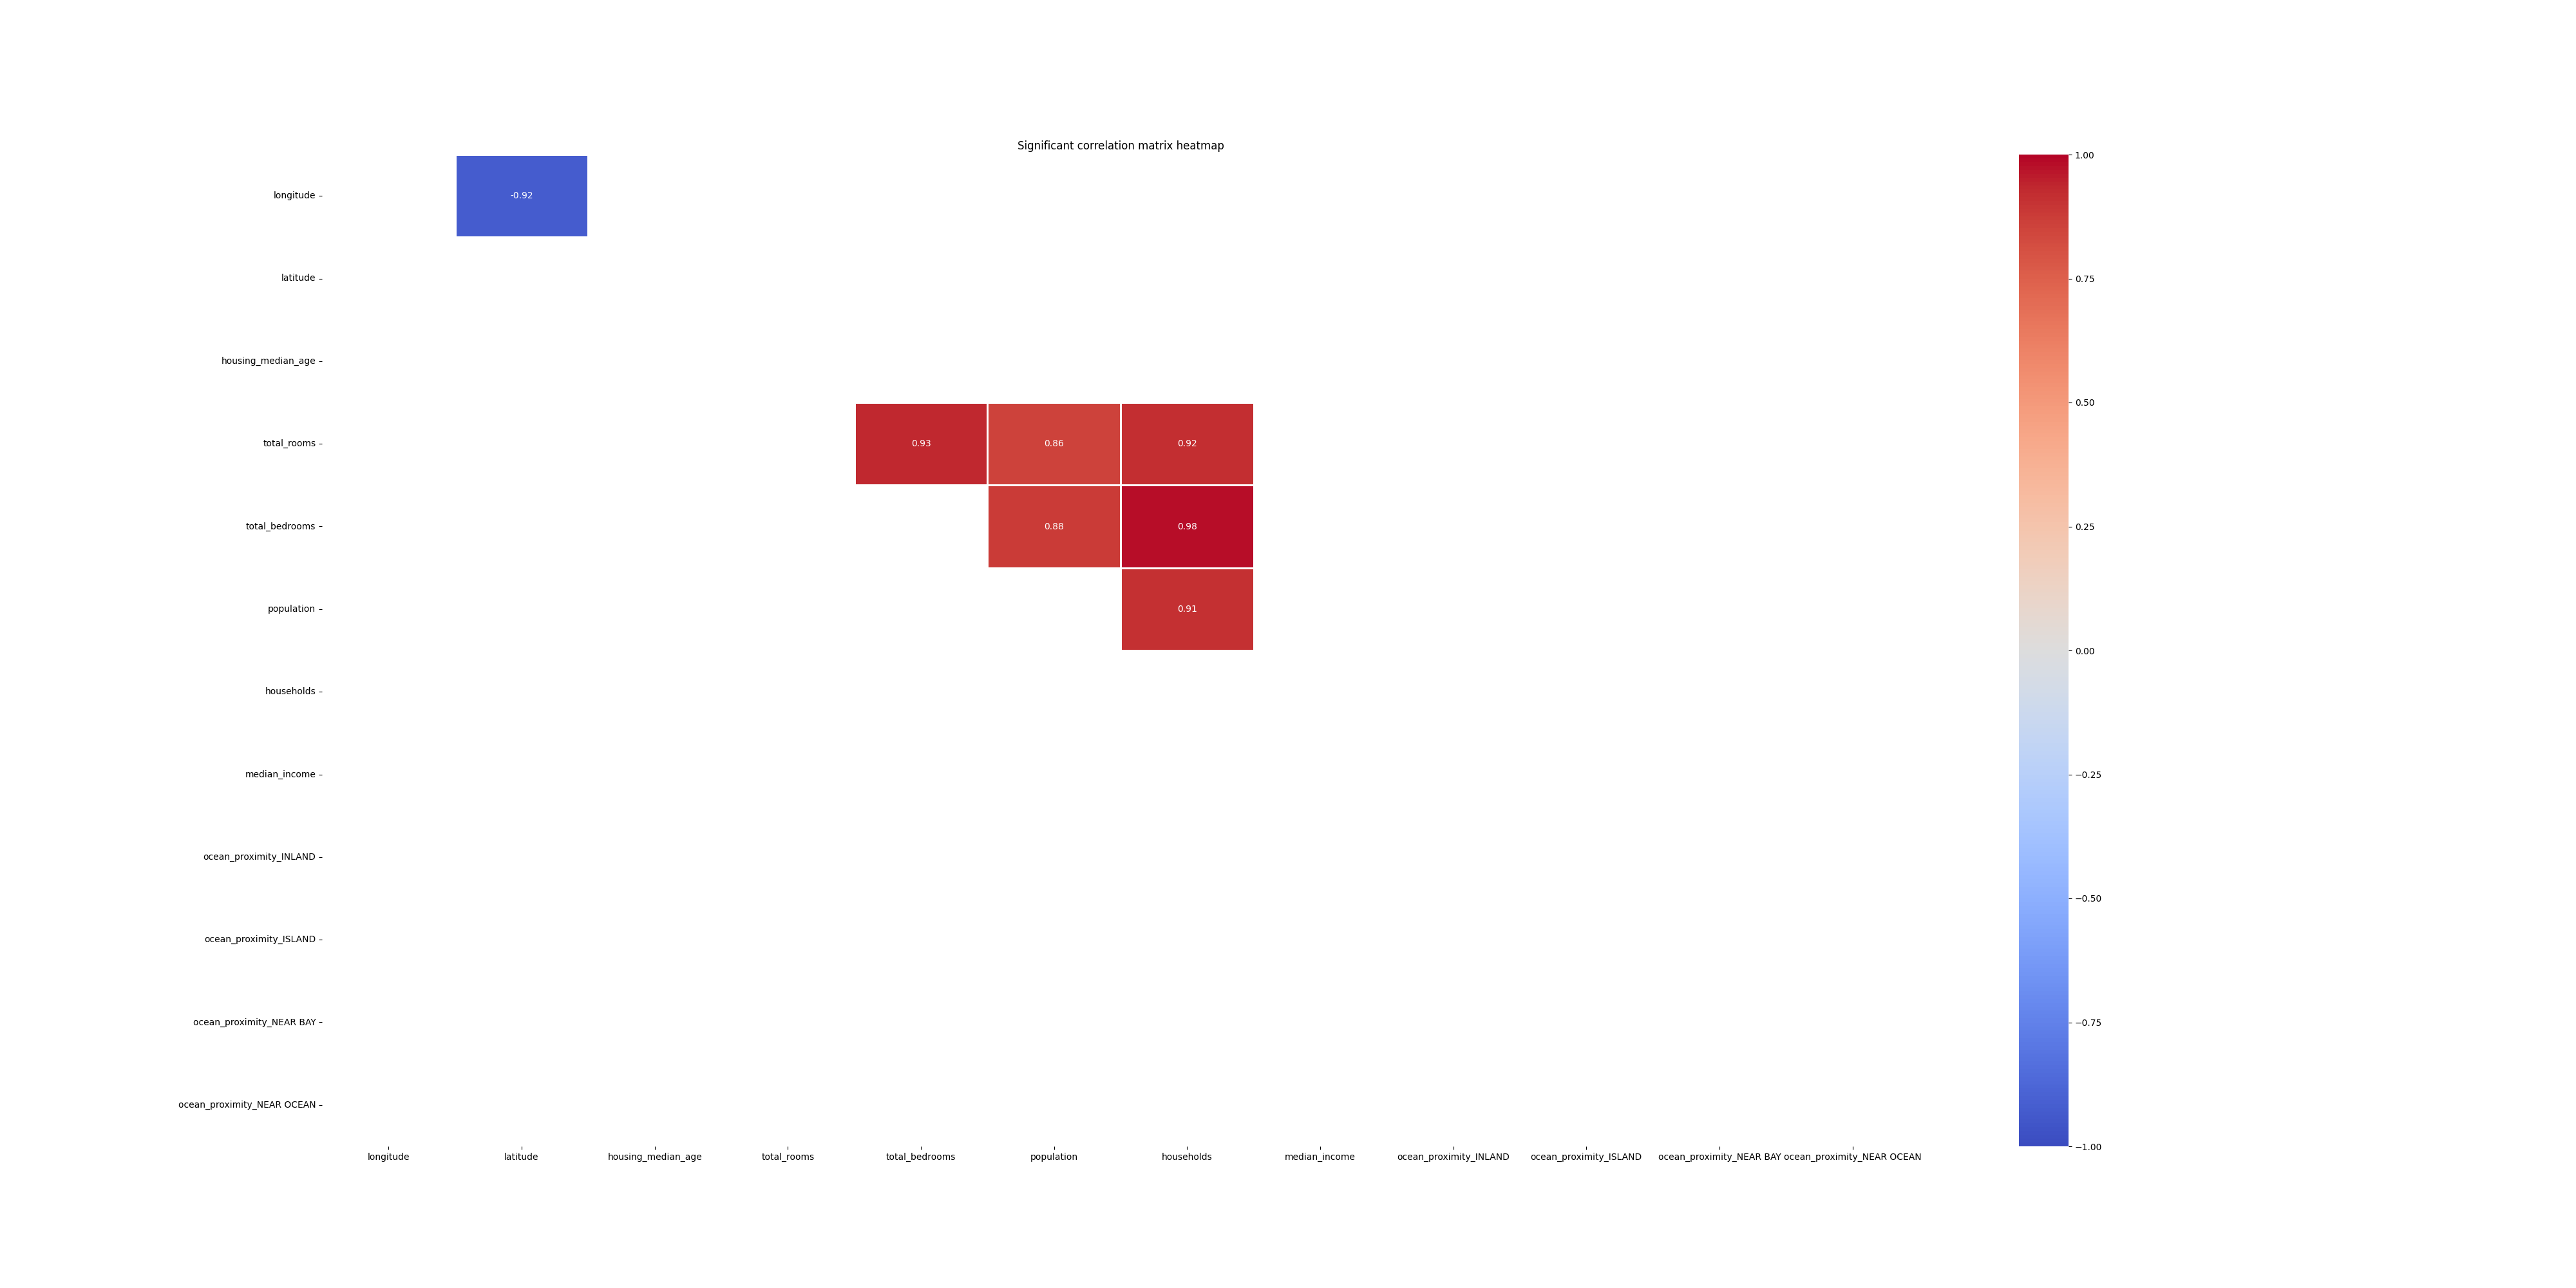 Significant correlation matrix heatmap
longitude
-0.92
latitude
housing_median_age
total_rooms
0.93 0.86 0.92
total_bedrooms
0.88 0.98
population
0.91
households
median_income
ocean_proximity_INLAND
ocean_proximity_ISLAND
ocean_proximity_NEAR BAY
ocean_proximity_NEAR OCEAN
longitude latitude housing_median_age total_rooms total_bedrooms population households median_income ocean_proximity_INLAND ocean_proximity_ISLAND ocean_proximity_NEAR BAY ocean_proximity_NEAR OCEAN
1.00
0.75
0.50
0.25
0.00
−0.25
−0.50
−0.75
−1.00